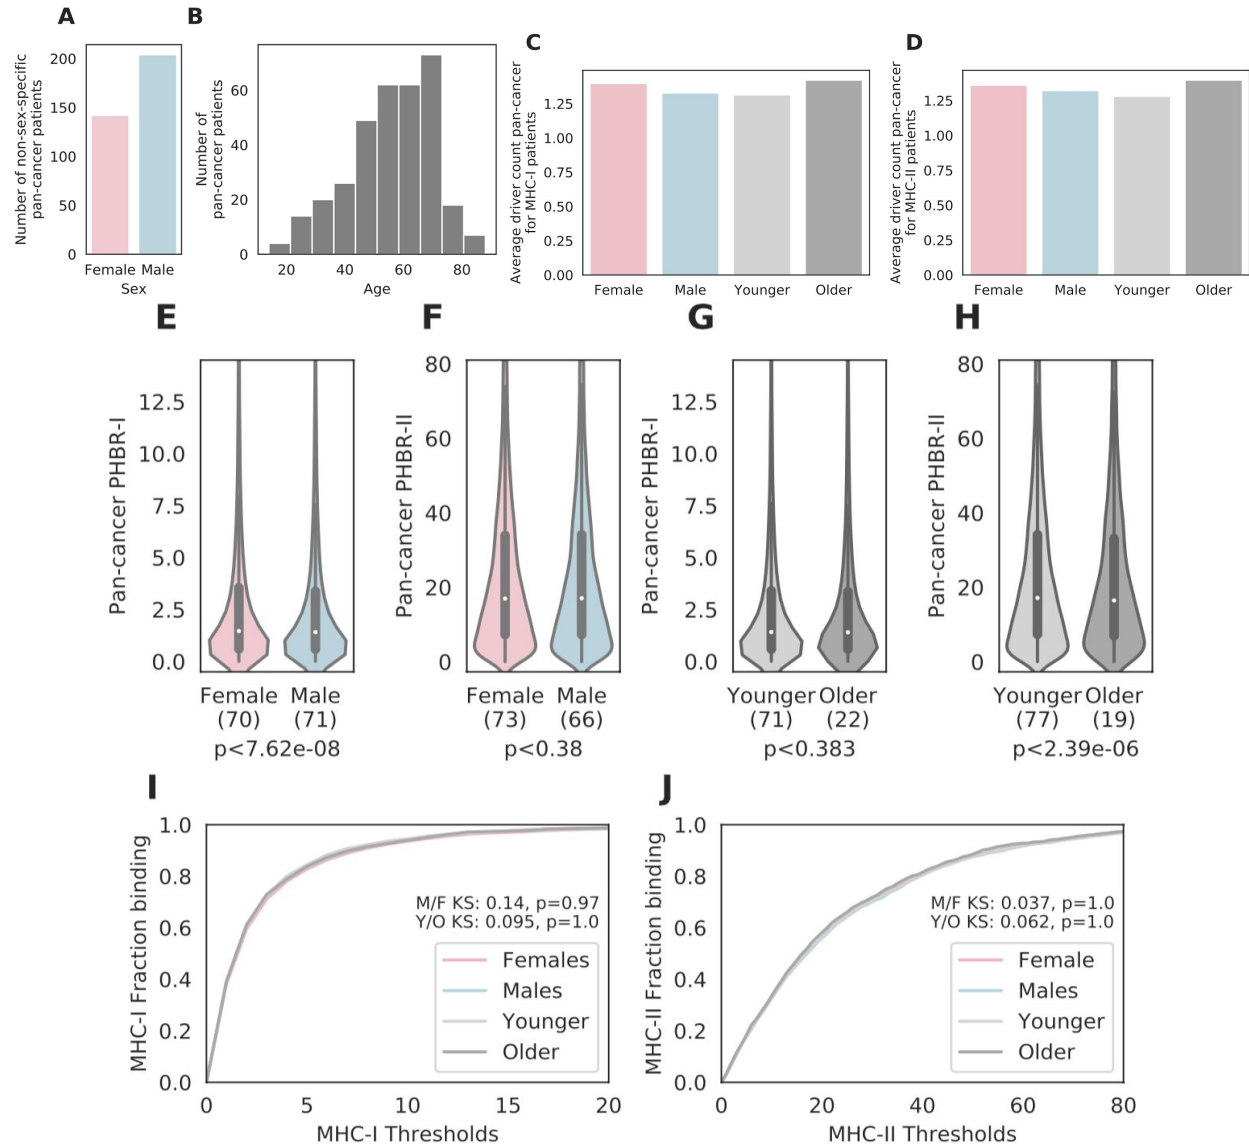 A
Number of non-sex-specific
pan-cancer patients
200
150
100
50
0
Female Male
Sex
B
Number of
pan-cancer patients
60
40
20
0
20 40 60 80
Age
C
Average driver count pan-cancer
for MHC-I patients
1.25
1.00
0.75
0.50
0.25
0.00
Female Male Younger Older
D
Average driver count pan-cancer
for MHC-II patients
1.25
1.00
0.75
0.50
0.25
0.00
Female Male Younger Older
E
Pan-cancer PHBR-I
12.5
10.0
7.5
5.0
2.5
0.0
Female Male
(70) (71)
p<7.62e-08
F
Pan-cancer PHBR-II
80
60
40
20
0
Female Male
(73) (66)
p<0.38
G
Pan-cancer PHBR-I
12.5
10.0
7.5
5.0
2.5
0.0
Younger Older
(71) (22)
p<0.383
H
Pan-cancer PHBR-II
80
60
40
20
0
Younger Older
(77) (19)
p<2.39e-06
I
MHC-I Fraction binding
1.0
0.8
0.6
0.4
0.2
0.0
M/F KS: 0.14, p=0.97
Y/O KS: 0.095, p=1.0
Females
Males
Younger
Older
0 5 10 15 20
MHC-I Thresholds
J
MHC-II Fraction binding
1.0
0.8
0.6
0.4
0.2
0.0
M/F KS: 0.037, p=1.0
Y/O KS: 0.062, p=1.0
Female
Males
Younger
Older
0 20 40 60 80
MHC-II Thresholds